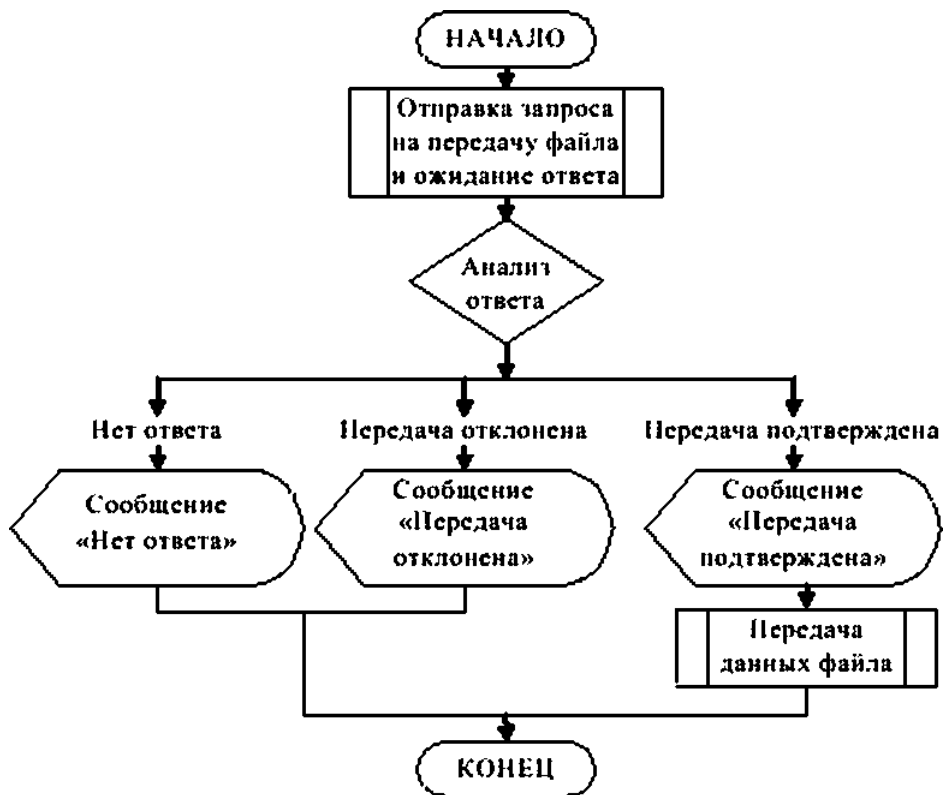 НАЧАЛО
Отправка запроса
на передачу файла
и ожидание ответа
Анализ
ответа
Нет ответа
Передача отклонена
Передача подтверждена
Сообщение
«Нет ответа»
Сообщение
«Передача
отклонена»
Сообщение
«Передача
подтверждена»
Передача
данных файла
КОНЕЦ